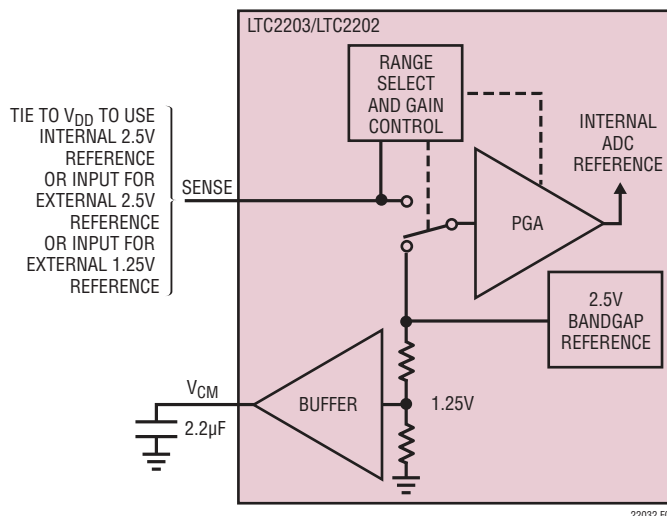 LTC2203/LTC2202
RANGE
SELECT
AND GAIN
CONTROL
TIE TO VDD TO USE
INTERNAL 2.5V
REFERENCE
OR INPUT FOR
EXTERNAL 2.5V
REFERENCE
OR INPUT FOR
EXTERNAL 1.25V
REFERENCE
SENSE
INTERNAL
ADC
REFERENCE
PGA
2.5V
BANDGAP
REFERENCE
VCM
BUFFER
1.25V
2.2µF